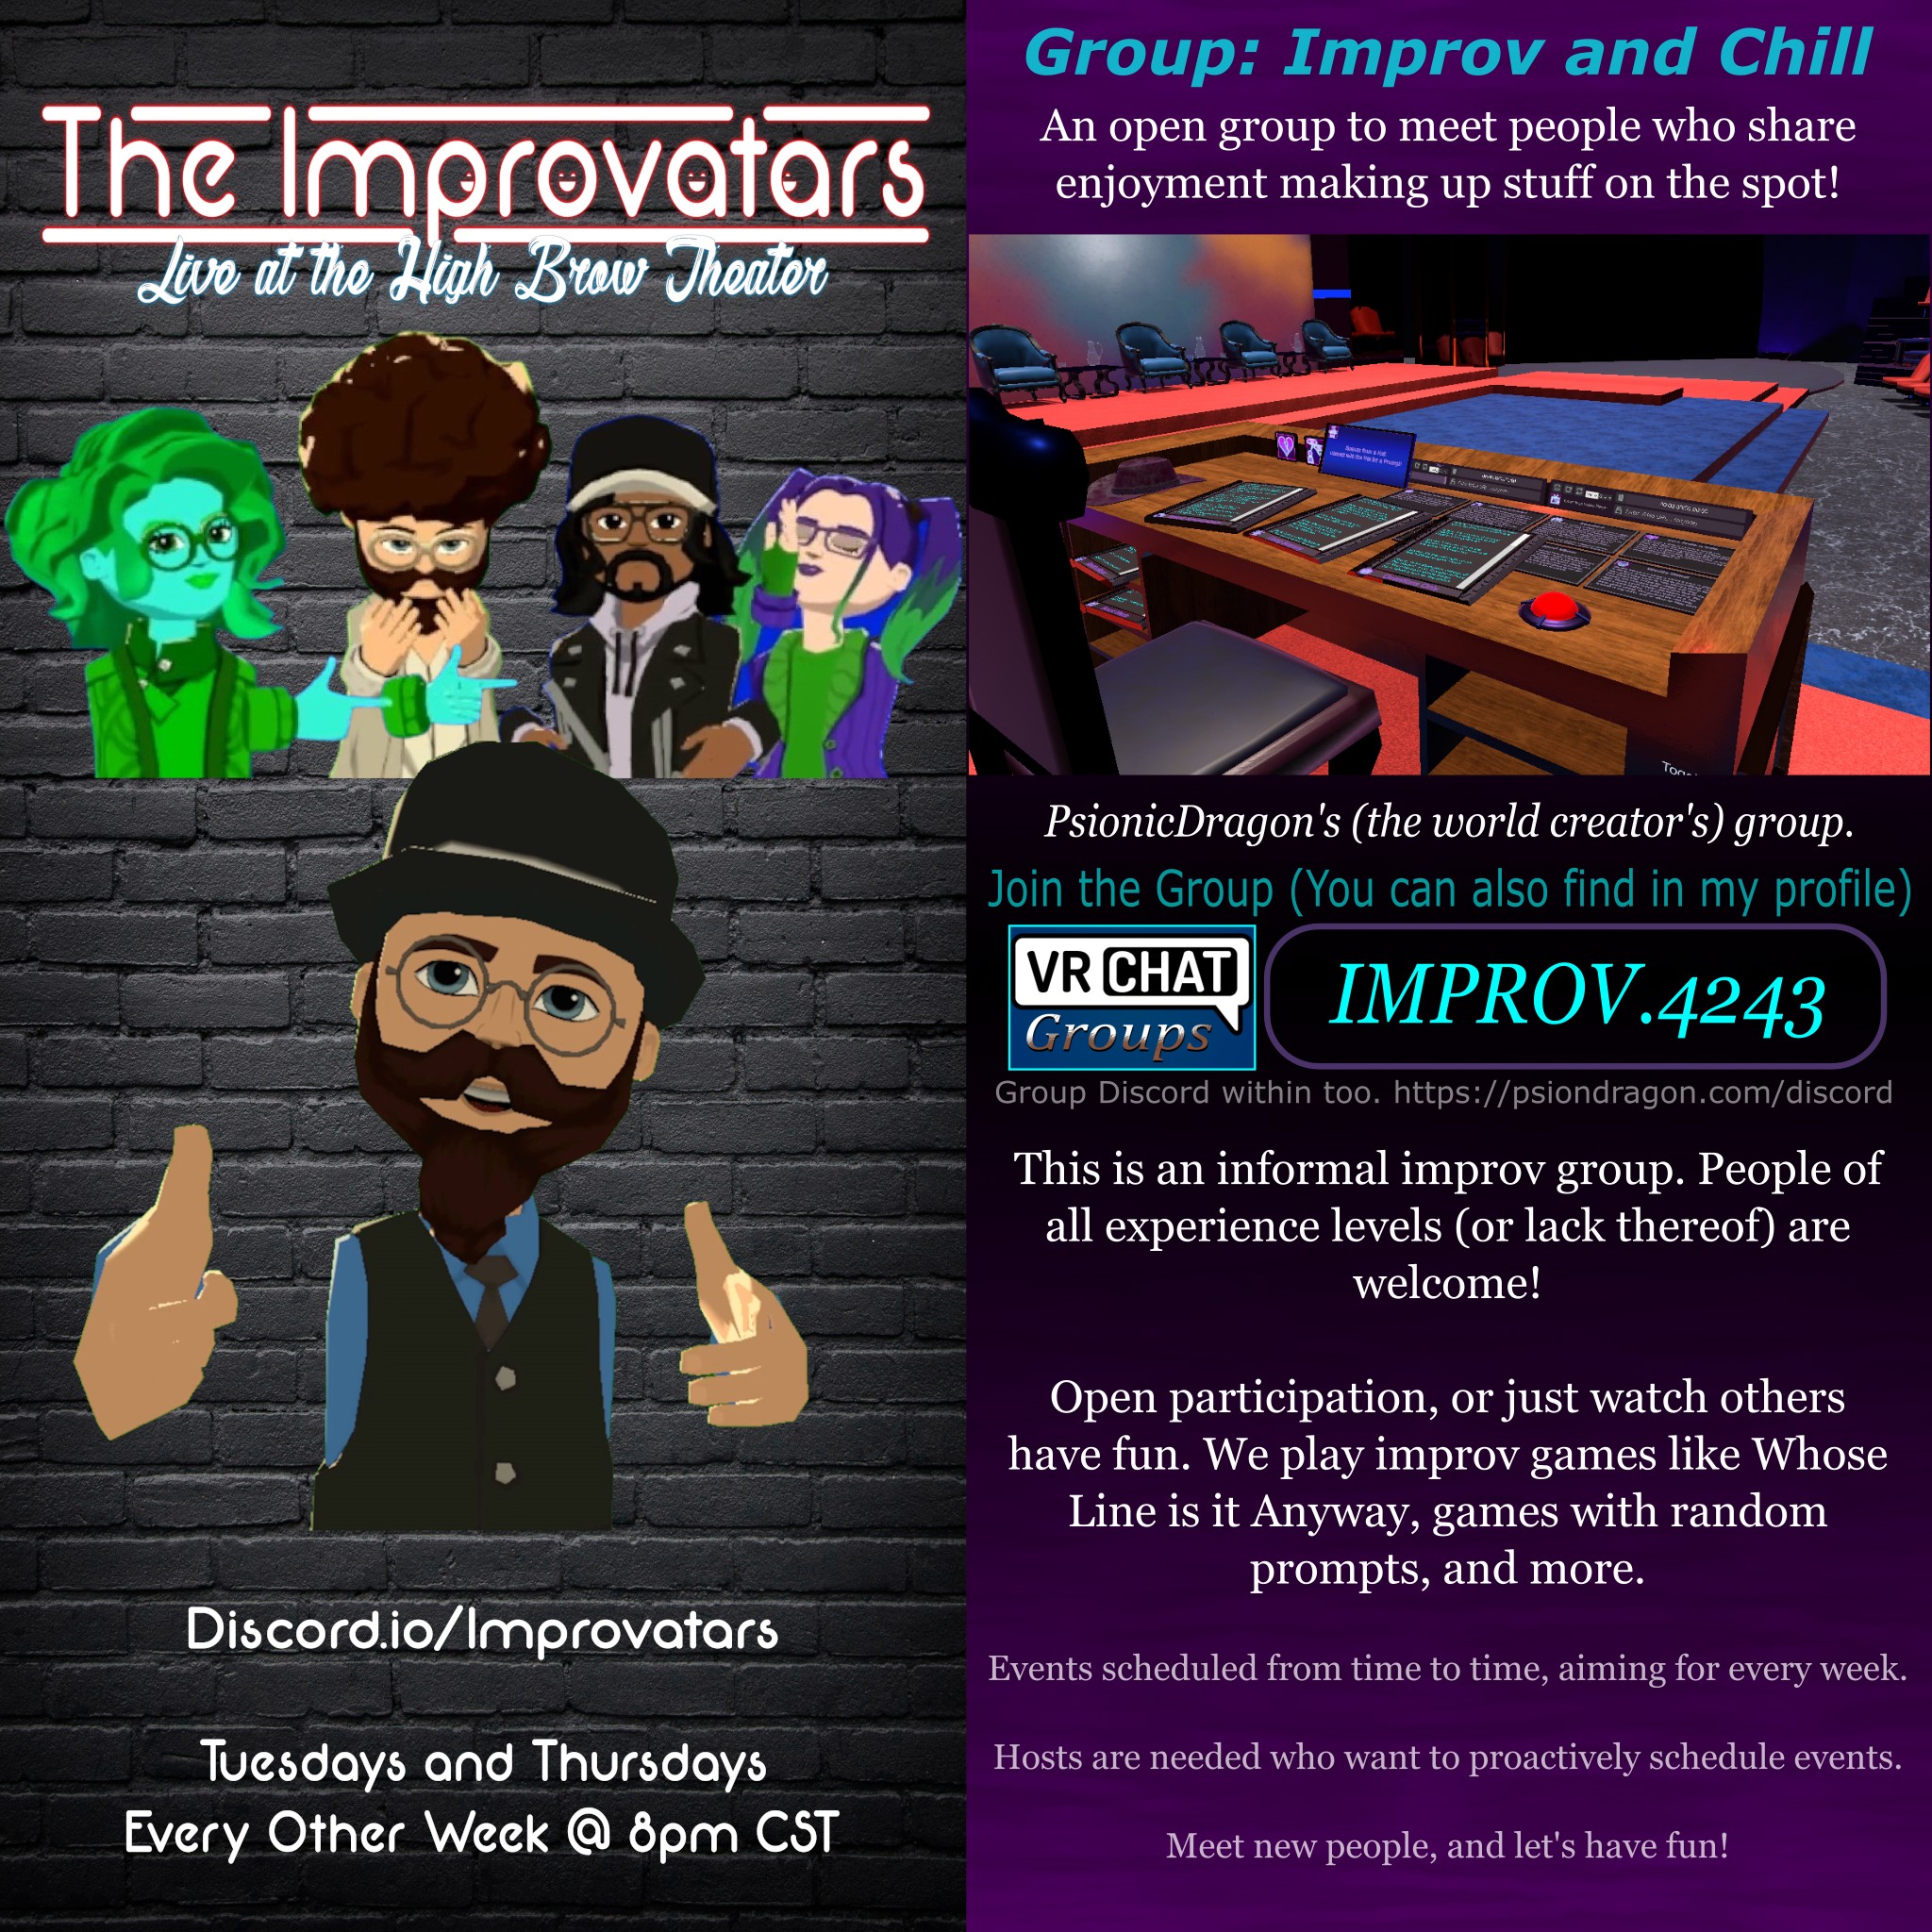 The Improvatars
Live at the High Brow Theater
Discord.io/Improvatars
Tuesdays and Thursdays
Every Other Week @ 8pm CST
Group: Improv and Chill
An open group to meet people who share
enjoyment making up stuff on the spot!
PsionicDragon's (the world creator's) group.
Join the Group (You can also find in my profile)
VRCHAT
Groups
IMPROV.4243
Group Discord within too. https://psiondragon.com/discord
This is an informal improv group. People of
all experience levels (or lack thereof) are
welcome!
Open participation, or just watch others
have fun. We play improv games like Whose
Line is it Anyway, games with random
prompts, and more.
Events scheduled from time to time, aiming for every week.
Hosts are needed who want to proactively schedule events.
Meet new people, and let's have fun!